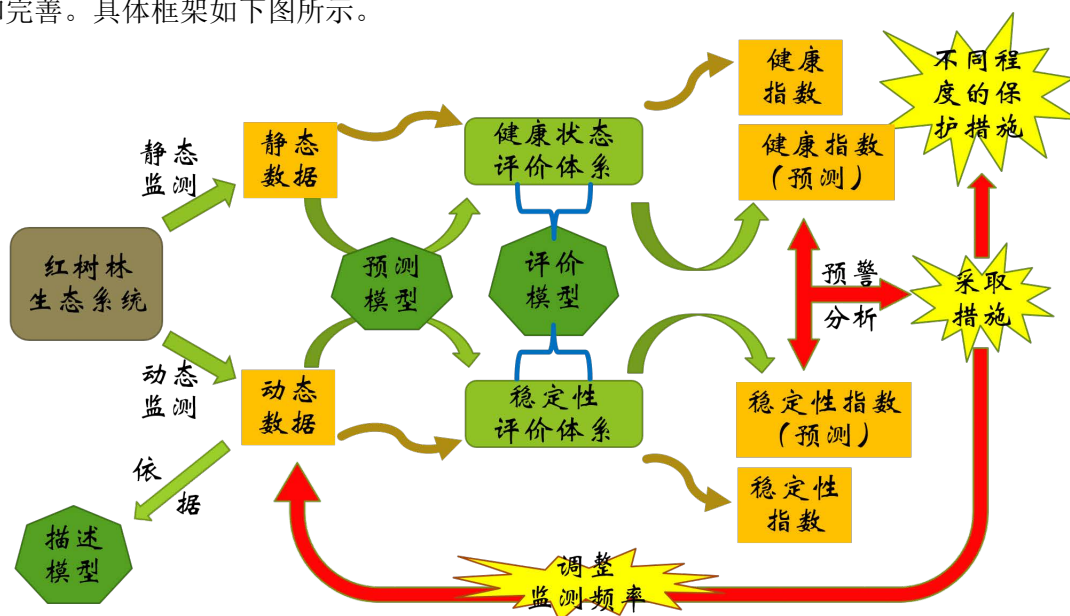 和完善。具体框架如下图所示。
健康
指数
不同程
度的保
护措施
静态
监测
静态
数据
健康状态
评价体系
健康指数
(预测)
红树林
生态系统
预测
模型
评价
模型
预警
分析
采取
措施
动态
监测
动态
数据
稳定性
评价体系
稳定性指数
(预测)
依
据
稳定性
指数
描述
模型
调整
监测频率